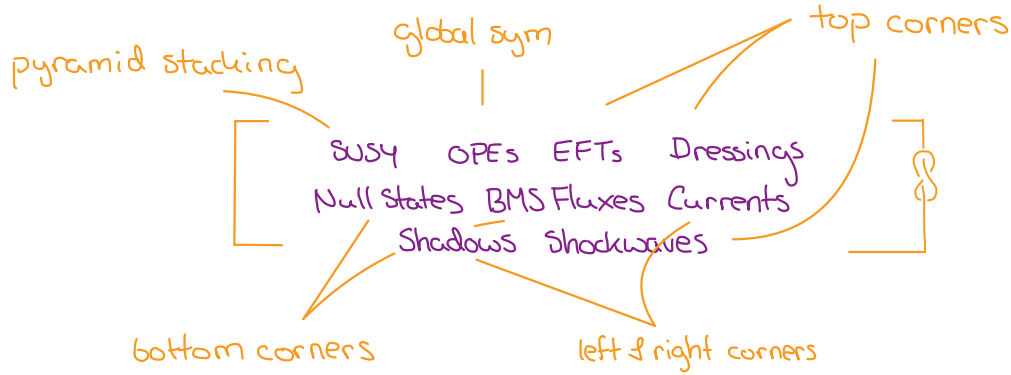 global sym
top corners
pyramid stacking
SUSY OPEs EFTs Dressings
Null States BMS Fluxes Currents
Shadows Shockwaves
bottom corners
left & right corners